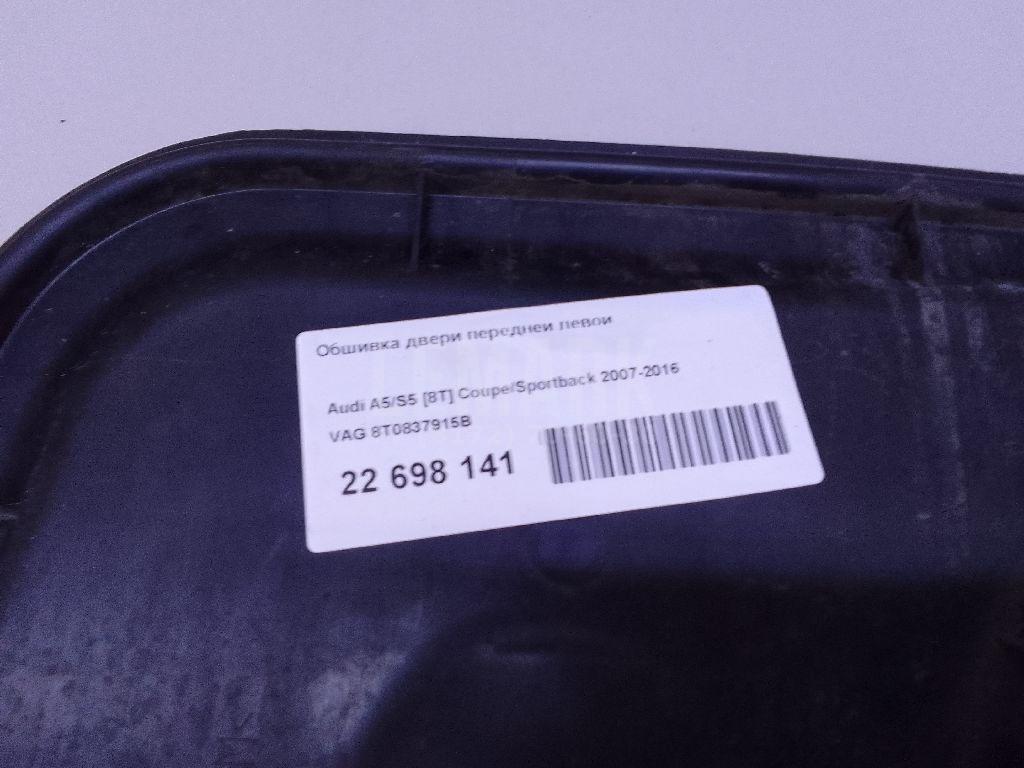 Обшивка двери передней левой
Audi A5/S5 [8T] Coupe/Sportback 2007-2016
VAG 8T0837915B
22 698 141